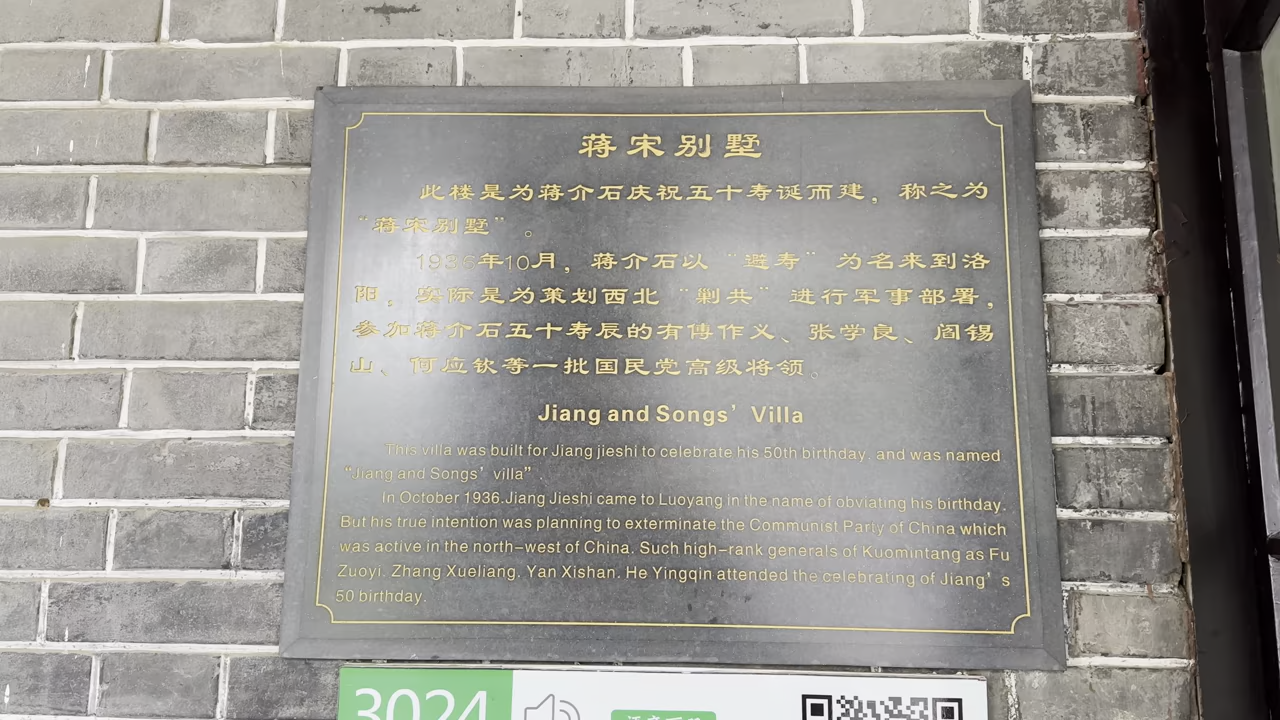 蒋宋别墅
此楼是为蒋介石庆祝五十寿诞而建，称之为
“蒋宋别墅”。
1936年10月，蒋介石以“避寿”为名来到洛
阳，实际是为策划西北“剿共”进行军事部署，
参加蒋介石五十寿辰的有傅作义、张学良、阎锡
山、何应钦等一批国民党高级将领。
Jiang and Songs’ Villa
This villa was built for Jiang jieshi to celebrate his 50th birthday. and was named
“Jiang and Songs’ villa”.
In October 1936.Jiang Jieshi came to Luoyang in the name of obviating his birthday.
But his true intention was planning to exterminate the Communist Party of China which
was active in the north–west of China. Such high–rank generals of Kuomintang as Fu
Zuoyi. Zhang Xueliang. Yan Xishan. He Yingqin attended the celebrating of Jiang’s
50 birthday.
3024